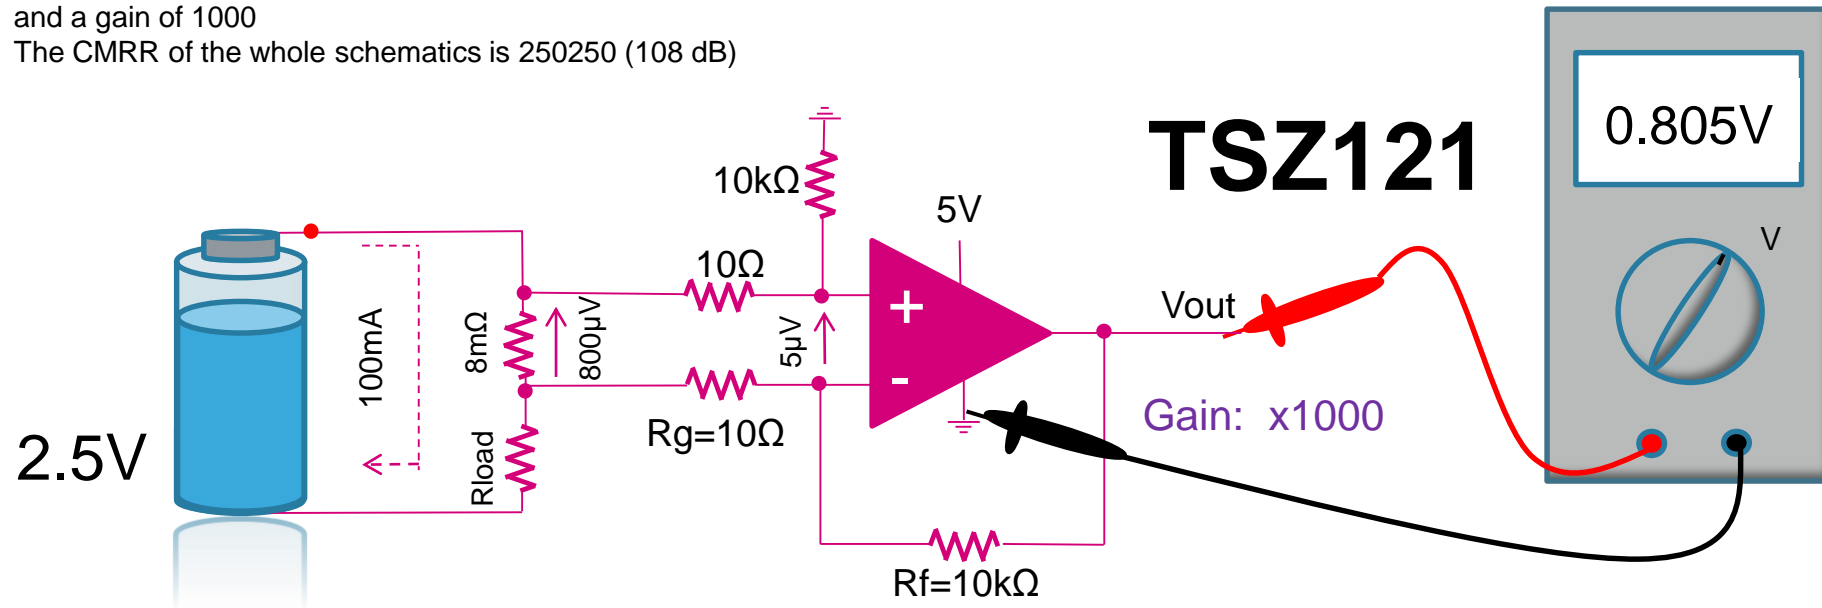 and a gain of 1000
The CMRR of the whole schematics is 250250 (108 dB)
TSZ121
0.805V
10kΩ
5V
V
10Ω
100mA
8mΩ
800µV
5µV
+
Vout
-
Rg=10Ω
Gain: x1000
2.5V
Rload
Rf=10kΩ